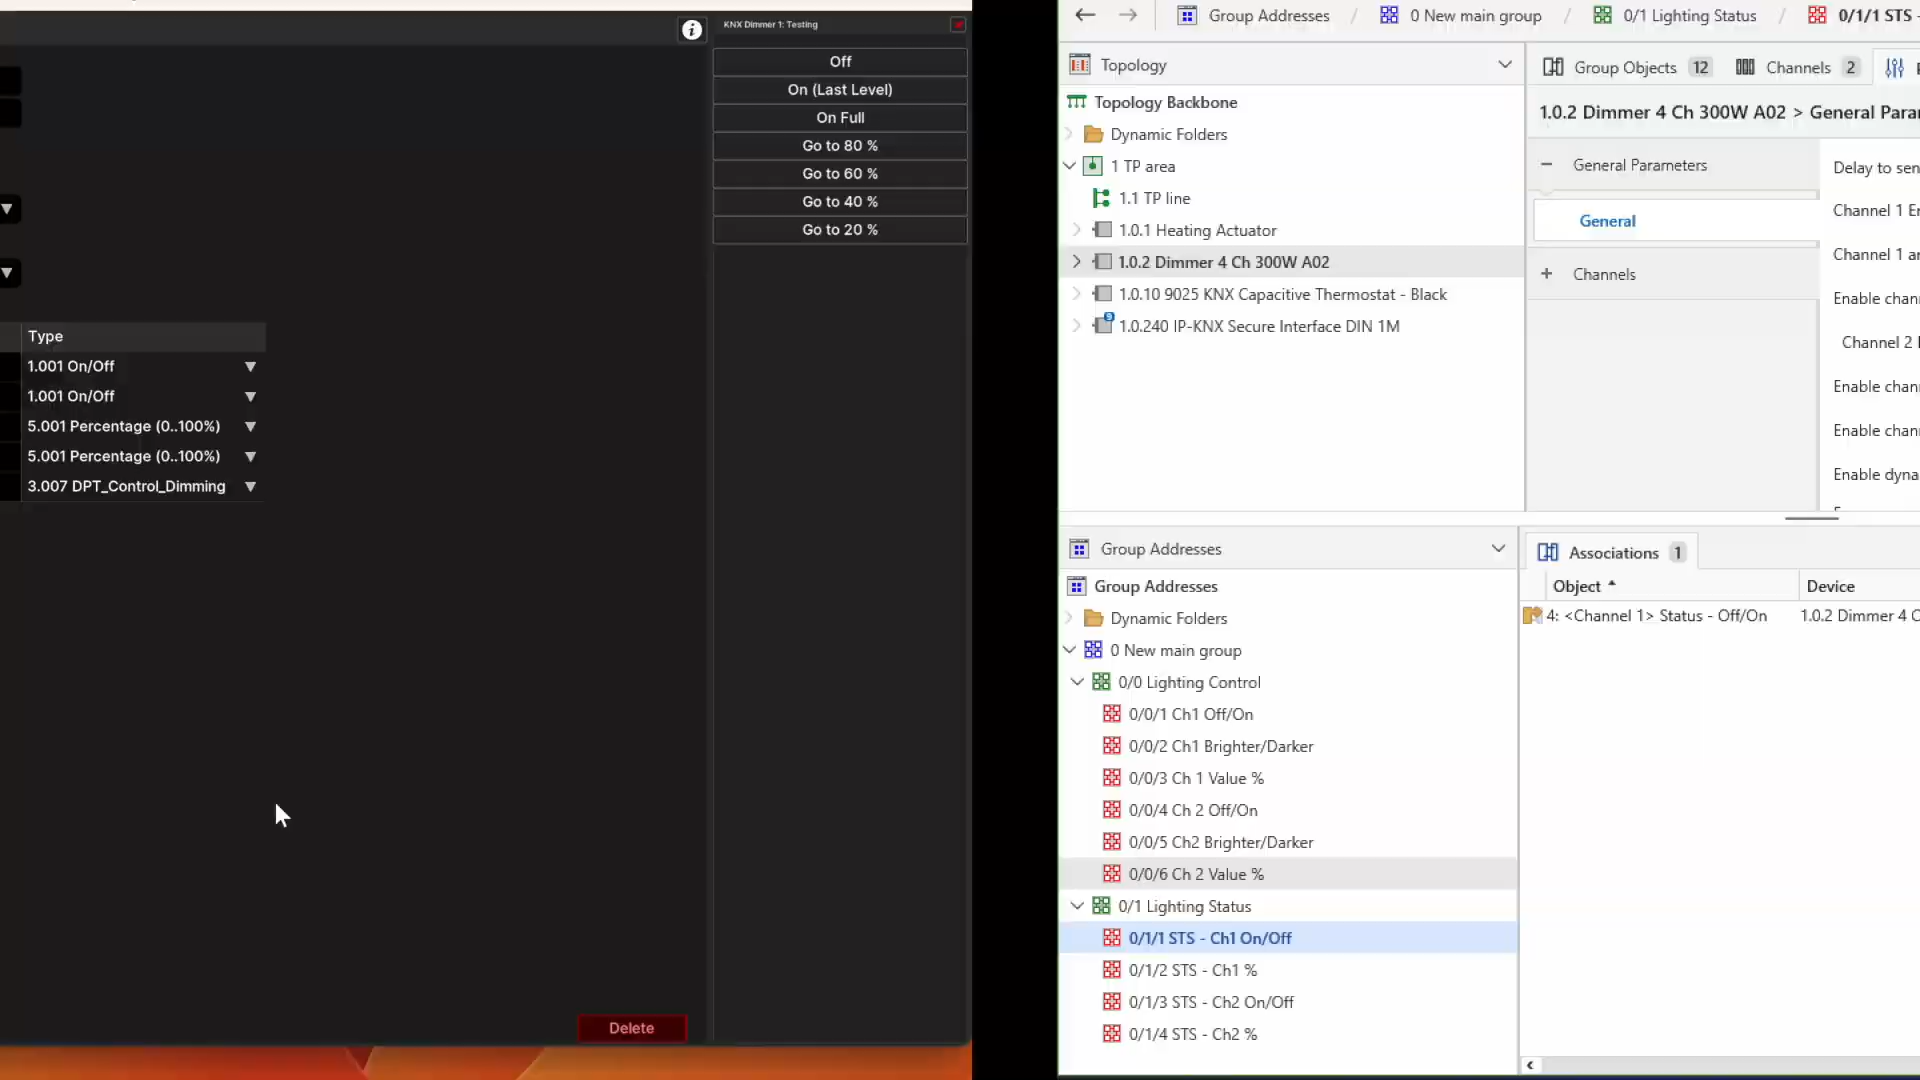 KNX Dimmer 1: Testing
Off
On (Last Level)
On Full
Go to 80 %
Go to 60 %
Go to 40 %
Go to 20 %
Type
1.001 On/Off
1.001 On/Off
5.001 Percentage (0..100%)
5.001 Percentage (0..100%)
3.007 DPT_Control_Dimming
Delete
Group Addresses / 0 New main group / 0/1 Lighting Status / 0/1/1 STS -
Topology
Topology Backbone
Dynamic Folders
1 TP area
1.1 TP line
1.0.1 Heating Actuator
1.0.2 Dimmer 4 Ch 300W A02
1.0.10 9025 KNX Capacitive Thermostat - Black
1.0.240 IP-KNX Secure Interface DIN 1M
Group Objects 12 Channels 2
1.0.2 Dimmer 4 Ch 300W A02 > General Para
General Parameters
General
Channels
Delay to sen
Channel 1 E
Channel 1 a
Enable chan
Channel 2
Enable chan
Enable chan
Enable dyna
Group Addresses
Group Addresses
Dynamic Folders
0 New main group
0/0 Lighting Control
0/0/1 Ch1 Off/On
0/0/2 Ch1 Brighter/Darker
0/0/3 Ch 1 Value %
0/0/4 Ch 2 Off/On
0/0/5 Ch2 Brighter/Darker
0/0/6 Ch 2 Value %
0/1 Lighting Status
0/1/1 STS - Ch1 On/Off
0/1/2 STS - Ch1 %
0/1/3 STS - Ch2 On/Off
0/1/4 STS - Ch2 %
Associations 1
Object Device
4: <Channel 1> Status - Off/On 1.0.2 Dimmer 4 C